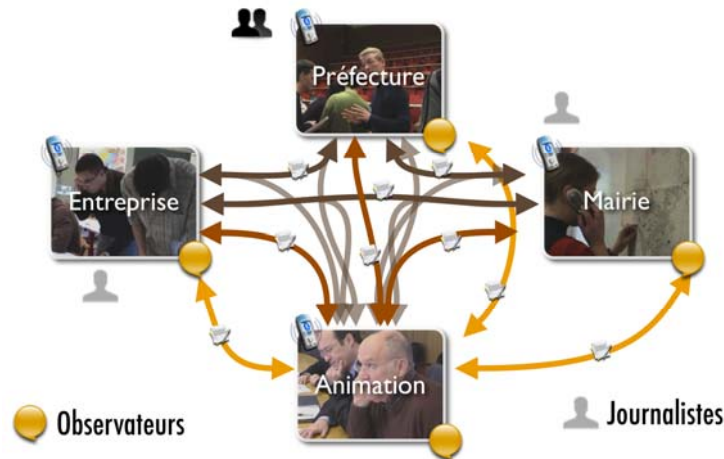 Préfecture
Entreprise
Mairie
Animation
Observateurs
Journalistes